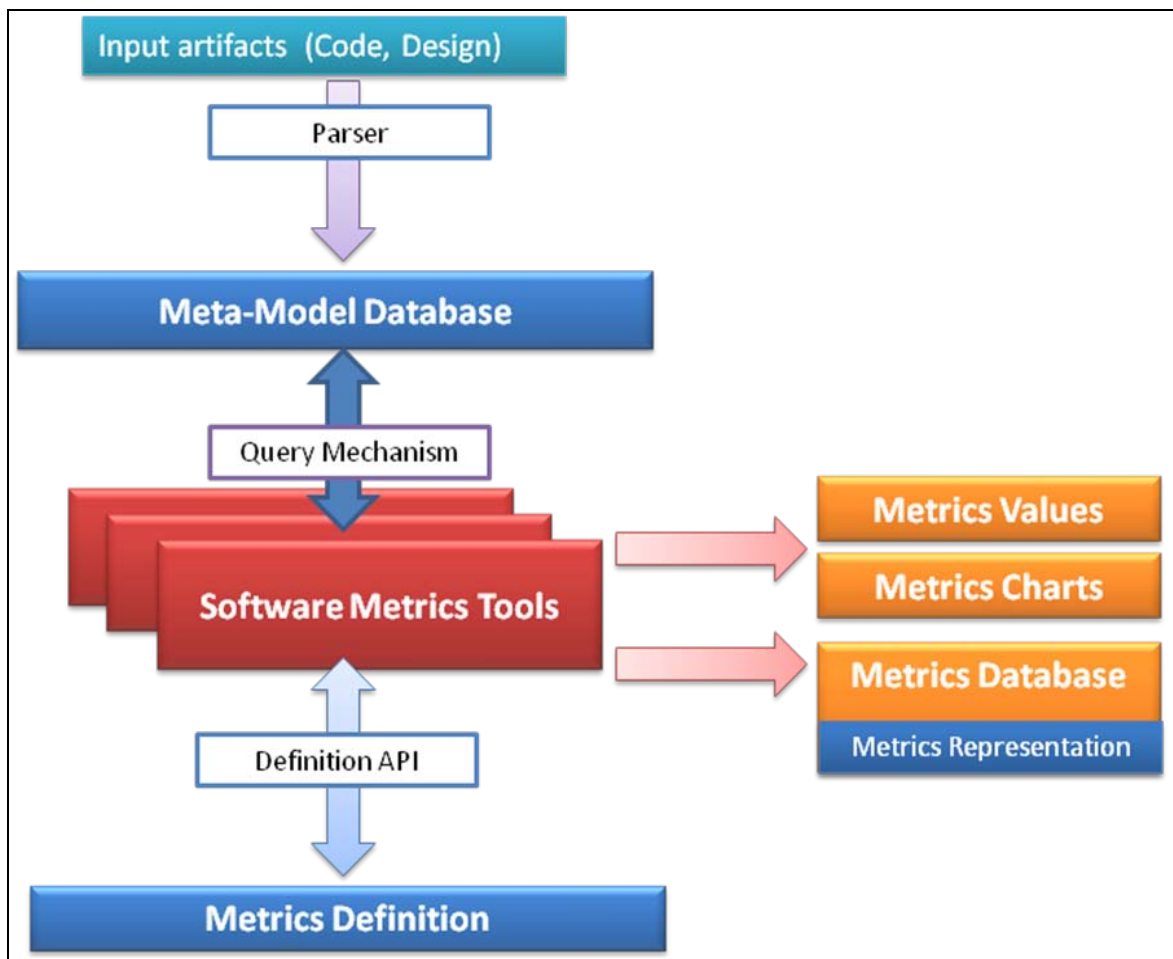 Input artifacts (Code, Design)
Parser
Meta-Model Database
Query Mechanism
Software Metrics Tools
Metrics Values
Metrics Charts
Metrics Database
Metrics Representation
Definition API
Metrics Definition